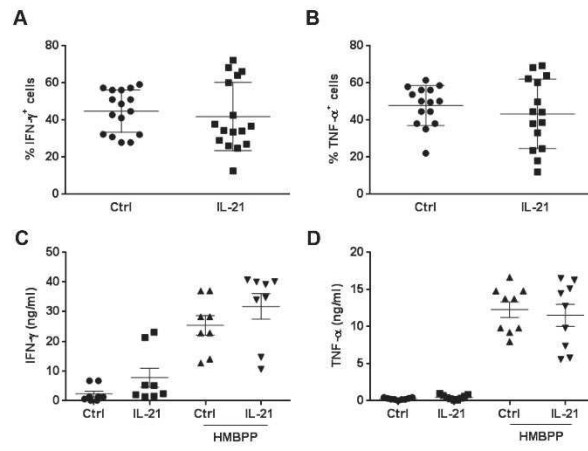 A
B
% IFN-γ+ cells
80
60
40
20
0
Ctrl
IL-21
% TNF-α+ cells
80
60
40
20
0
Ctrl
IL-21
C
D
IFN-γ (ng/ml)
50
40
30
20
10
0
Ctrl
IL-21
Ctrl
IL-21
HMBPP
TNF-α (ng/ml)
20
15
10
5
0
Ctrl
IL-21
Ctrl
IL-21
HMBPP